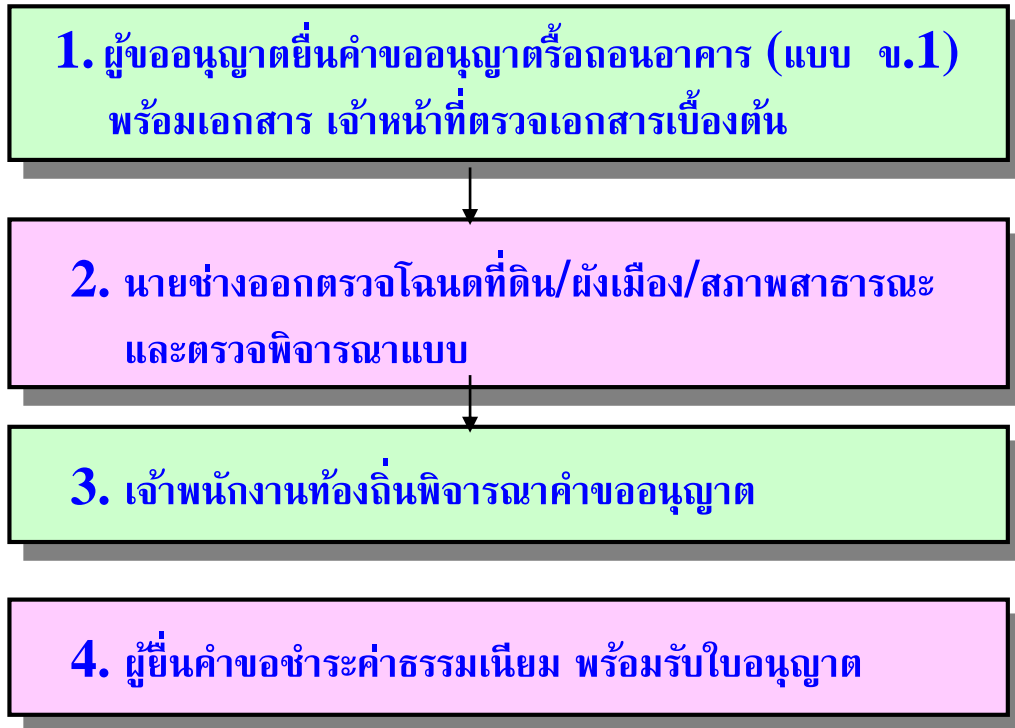 1. ผู้ขออนุญาตยื่นคำขออนุญาตรื้อถอนอาคาร (แบบ ข.1)
พร้อมเอกสาร เจ้าหน้าที่ตรวจเอกสารเบื้องต้น
2. นายช่างออกตรวจโฉนดที่ดิน/ผังเมือง/สภาพสาธารณะ
และตรวจพิจารณาแบบ
3. เจ้าพนักงานท้องถิ่นพิจารณาคำขออนุญาต
4. ผู้ยื่นคำขอชำระค่าธรรมเนียม พร้อมรับใบอนุญาต